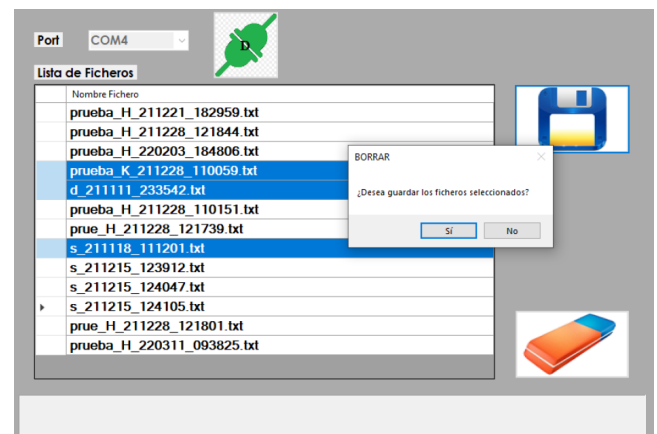 Port COM4
D
Lista de Ficheros
Nombre Fichero
prueba_H_211221_182959.txt
prueba_H_211228_121844.txt
prueba_H_220203_184806.txt
prueba_K_211228_110059.txt
d_211111_233542.txt
prueba_H_211228_110151.txt
prue_H_211228_121739.txt
s_211118_111201.txt
s_211215_123912.txt
s_211215_124047.txt
s_211215_124105.txt
prue_H_211228_121801.txt
prueba_H_220311_093825.txt
BORRAR
¿Desea guardar los ficheros seleccionados?
Sí No